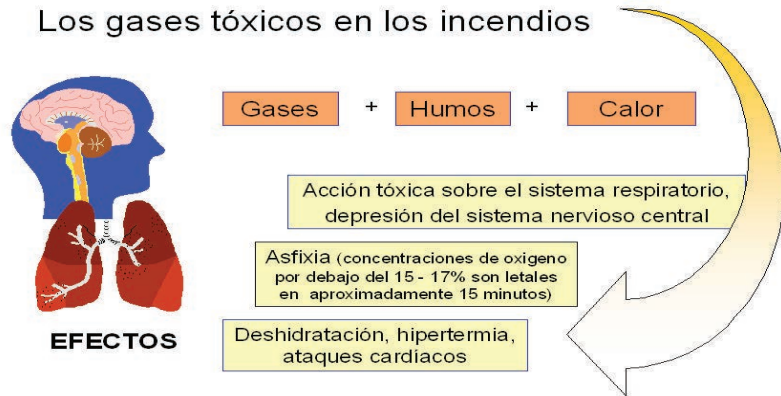 Los gases tóxicos en los incendios
Gases + Humos + Calor
Acción tóxica sobre el sistema respiratorio,
depresión del sistema nervioso central
Asfixia (concentraciones de oxigeno
por debajo del 15 - 17% son letales
en aproximadamente 15 minutos)
EFECTOS
Deshidratación, hipertermia,
ataques cardíacos